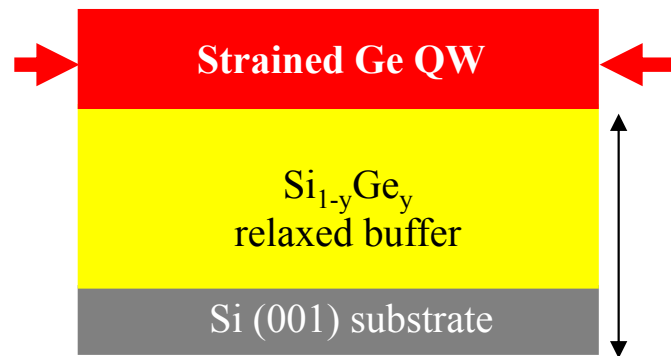 Strained Ge QW
Si₁₋yGey
relaxed buffer
Si (001) substrate